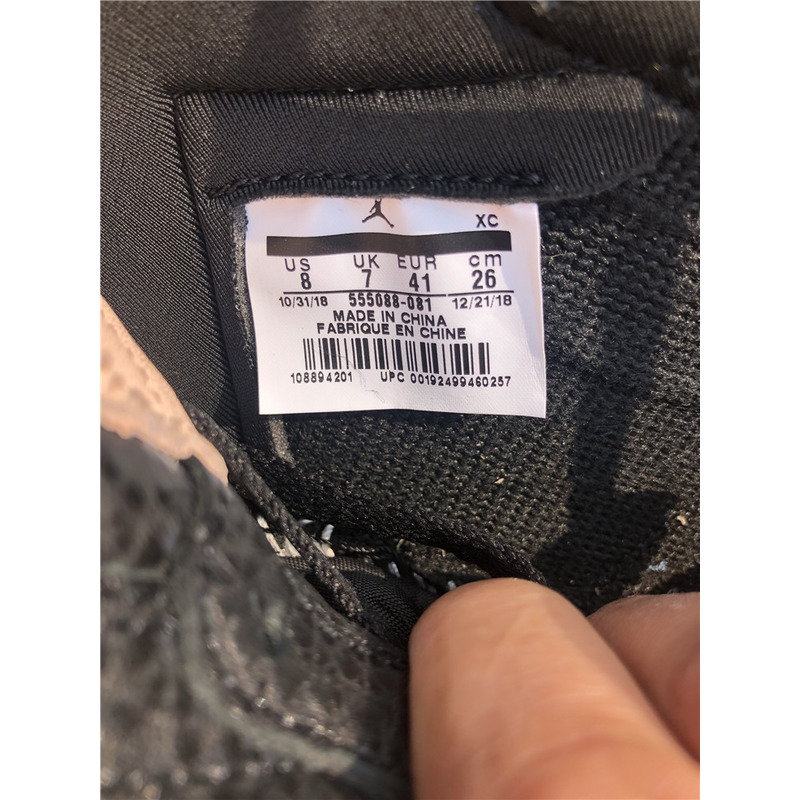 XC
US UK EUR cm
8 7 41 26
10/31/18 555088-081 12/21/18
MADE IN CHINA
FABRIQUE EN CHINE
108894201 UPC 00192499460257